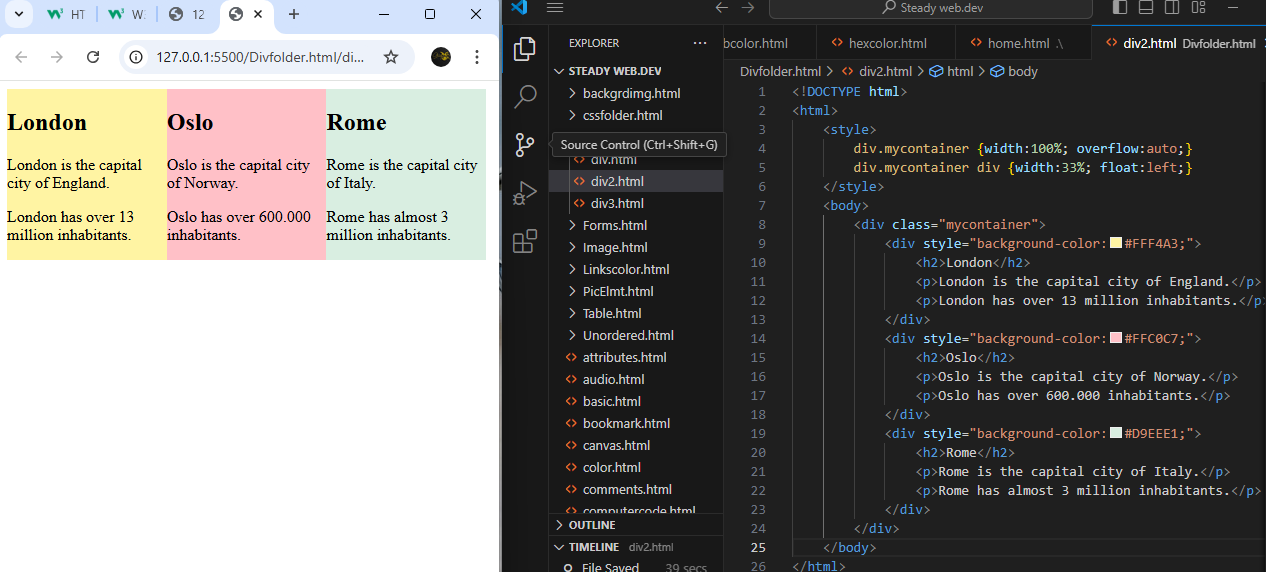 HT
W3
12
127.0.0.1:5500/Divfolder.html/di...
London
London is the capital
city of England.
London has over 13
million inhabitants.
Oslo
Oslo is the capital city
of Norway.
Oslo has over 600.000
inhabitants.
Rome
Rome is the capital city
of Italy.
Rome has almost 3
million inhabitants.
Steady web.dev
EXPLORER
STEADY WEB.DEV
backgrdimg.html
cssfolder.html
Source Control (Ctrl+Shift+G)
div.html
div2.html
div3.html
Forms.html
Image.html
Linkscolor.html
PicElmt.html
Table.html
Unordered.html
attributes.html
audio.html
basic.html
bookmark.html
canvas.html
color.html
comments.html
computercode.html
OUTLINE
TIMELINE div2.html
File Saved 39 secs
bcolor.html
hexcolor.html
home.html .\
div2.html Divfolder.html
Divfolder.html > div2.html > html > body
1 <!DOCTYPE html>
2 <html>
3 <style>
4 div.mycontainer {width:100%; overflow:auto;}
5 div.mycontainer div {width:33%; float:left;}
6 </style>
7 <body>
8 <div class="mycontainer">
9 <div style="background-color:#FFF4A3;">
10 <h2>London</h2>
11 <p>London is the capital city of England.</p>
12 <p>London has over 13 million inhabitants.</p>
13 </div>
14 <div style="background-color:#FFC0C7;">
15 <h2>Oslo</h2>
16 <p>Oslo is the capital city of Norway.</p>
17 <p>Oslo has over 600.000 inhabitants.</p>
18 </div>
19 <div style="background-color:#D9EEE1;">
20 <h2>Rome</h2>
21 <p>Rome is the capital city of Italy.</p>
22 <p>Rome has almost 3 million inhabitants.</p>
23 </div>
24 </div>
25 </body>
26 </html>